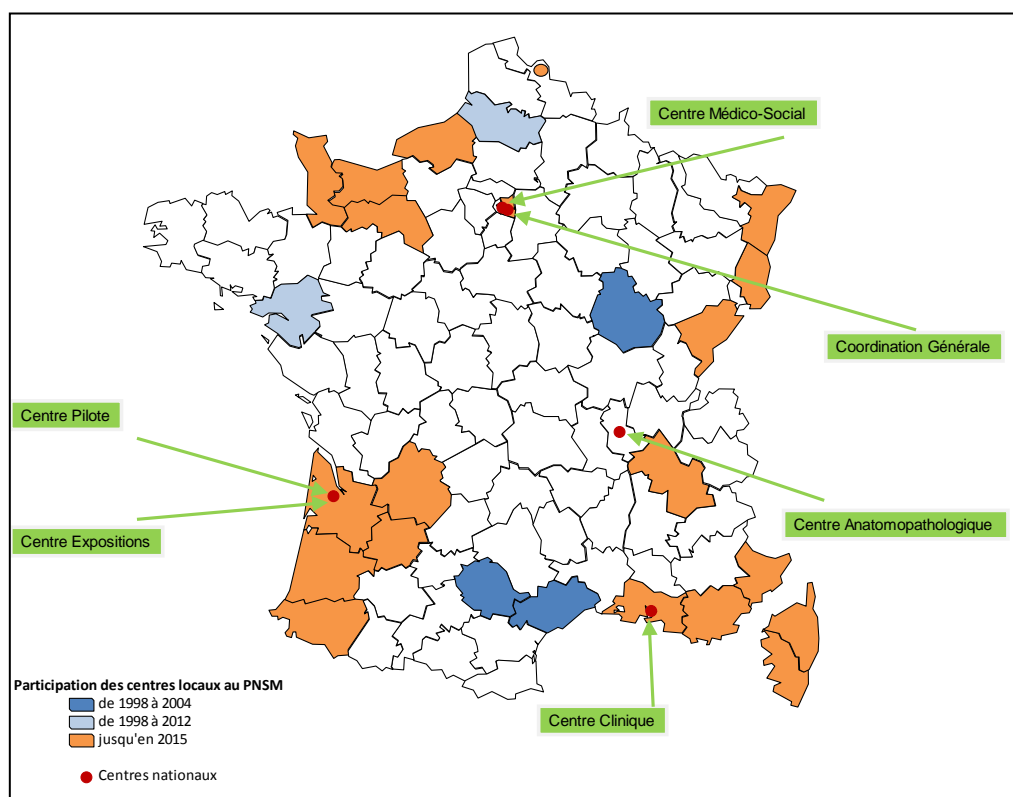 Centre Médico-Social
Coordination Générale
Centre Pilote
Centre Expositions
Centre Anatomopathologique
Centre Clinique
Participation des centres locaux au PNSM
de 1998 à 2004
de 1998 à 2012
jusqu'en 2015
Centres nationaux